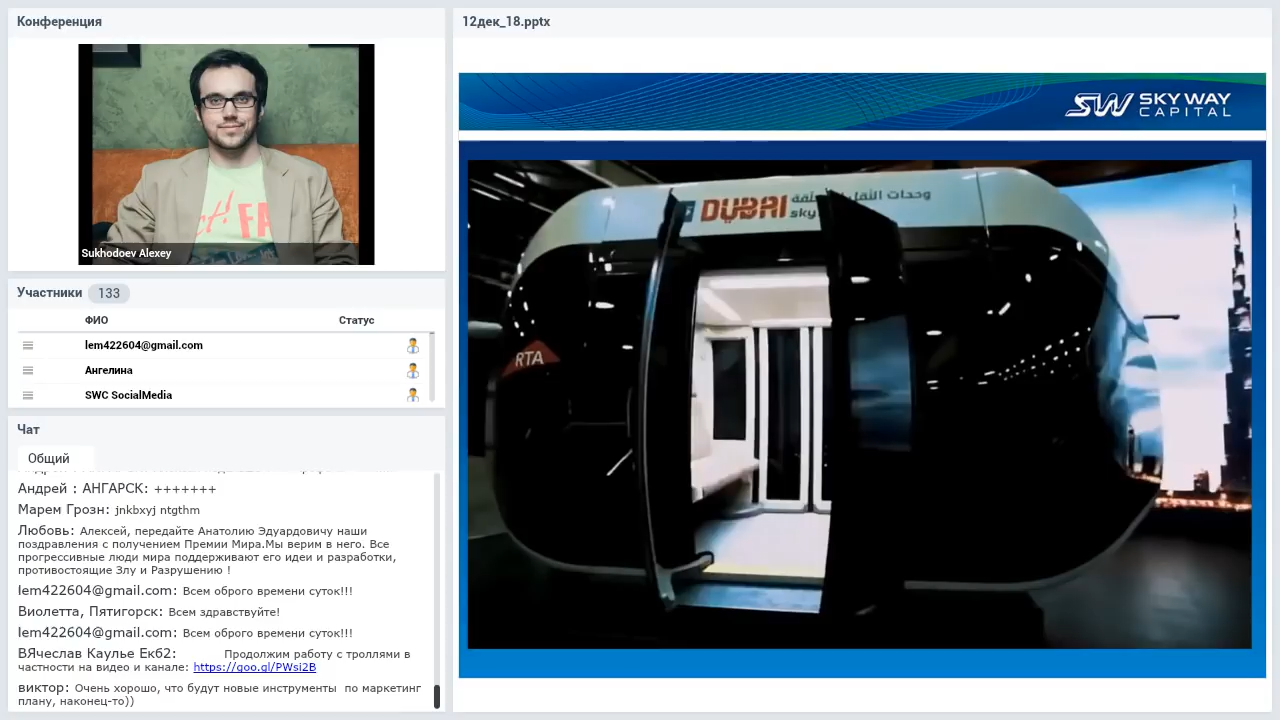 Конференция
Sukhodoev Alexey
Участники 133
ФИО Статус
lem422604@gmail.com
Ангелина
SWC SocialMedia
Чат
Общий
Андрей : АНГАРСК: +++++++
Марем Грозн: jnkbxyj ntgthm
Любовь: Алексей, передайте Анатолию Эдуардовичу наши
поздравления с получением Премии Мира.Мы верим в него. Все
прогрессивные люди мира поддерживают его идеи и разработки,
противостоящие Злу и Разрушению !
lem422604@gmail.com: Всем оброго времени суток!!!
Виолетта, Пятигорск: Всем здравствуйте!
lem422604@gmail.com: Всем оброго времени суток!!!
ВЯчеслав Каулье Екб2: Продолжим работу с троллями в
частности на видео и канале: https://goo.gl/PWsi2B
виктор: Очень хорошо, что будут новые инструменты по маркетинг
плану, наконец-то))
12дек_18.pptx
SW SKY WAY
CAPITAL
DUBAI
sky
RTA